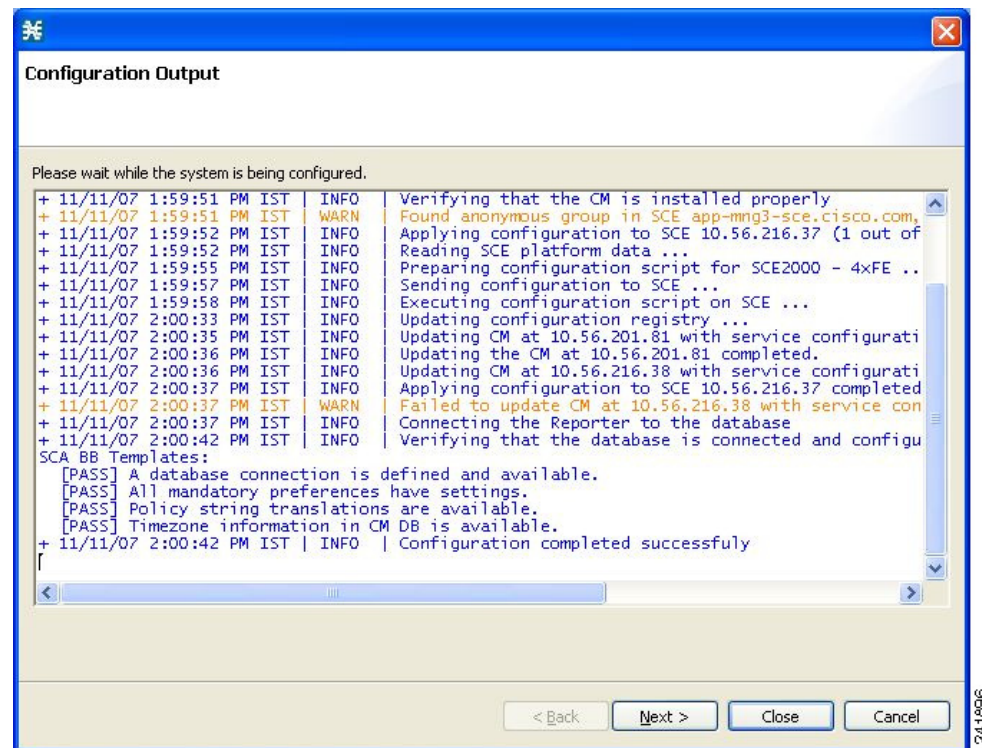 Configuration Output
Please wait while the system is being configured.
+ 11/11/07 1:59:51 PM IST | INFO | Verifying that the CM is installed properly
+ 11/11/07 1:59:51 PM IST | WARN | Found anonymous group in SCE app-mng3-sce.cisco.com,
+ 11/11/07 1:59:52 PM IST | INFO | Applying configuration to SCE 10.56.216.37 (1 out of
+ 11/11/07 1:59:52 PM IST | INFO | Reading SCE platform data ...
+ 11/11/07 1:59:55 PM IST | INFO | Preparing configuration script for SCE2000 - 4xFE ..
+ 11/11/07 1:59:57 PM IST | INFO | Sending configuration to SCE ...
+ 11/11/07 1:59:58 PM IST | INFO | Executing configuration script on SCE ...
+ 11/11/07 2:00:33 PM IST | INFO | Updating configuration registry ...
+ 11/11/07 2:00:35 PM IST | INFO | Updating CM at 10.56.201.81 with service configurati
+ 11/11/07 2:00:36 PM IST | INFO | Updating the CM at 10.56.201.81 completed.
+ 11/11/07 2:00:36 PM IST | INFO | Updating CM at 10.56.216.38 with service configurati
+ 11/11/07 2:00:37 PM IST | INFO | Applying configuration to SCE 10.56.216.37 completed
+ 11/11/07 2:00:37 PM IST | WARN | Failed to update CM at 10.56.216.38 with service con
+ 11/11/07 2:00:37 PM IST | INFO | Connecting the Reporter to the database
+ 11/11/07 2:00:42 PM IST | INFO | Verifying that the database is connected and configu
SCA BB Templates:
[PASS] A database connection is defined and available.
[PASS] All mandatory preferences have settings.
[PASS] Policy string translations are available.
[PASS] Timezone information in CM DB is available.
+ 11/11/07 2:00:42 PM IST | INFO | Configuration completed successfuly
< Back
Next >
Close
Cancel
241896